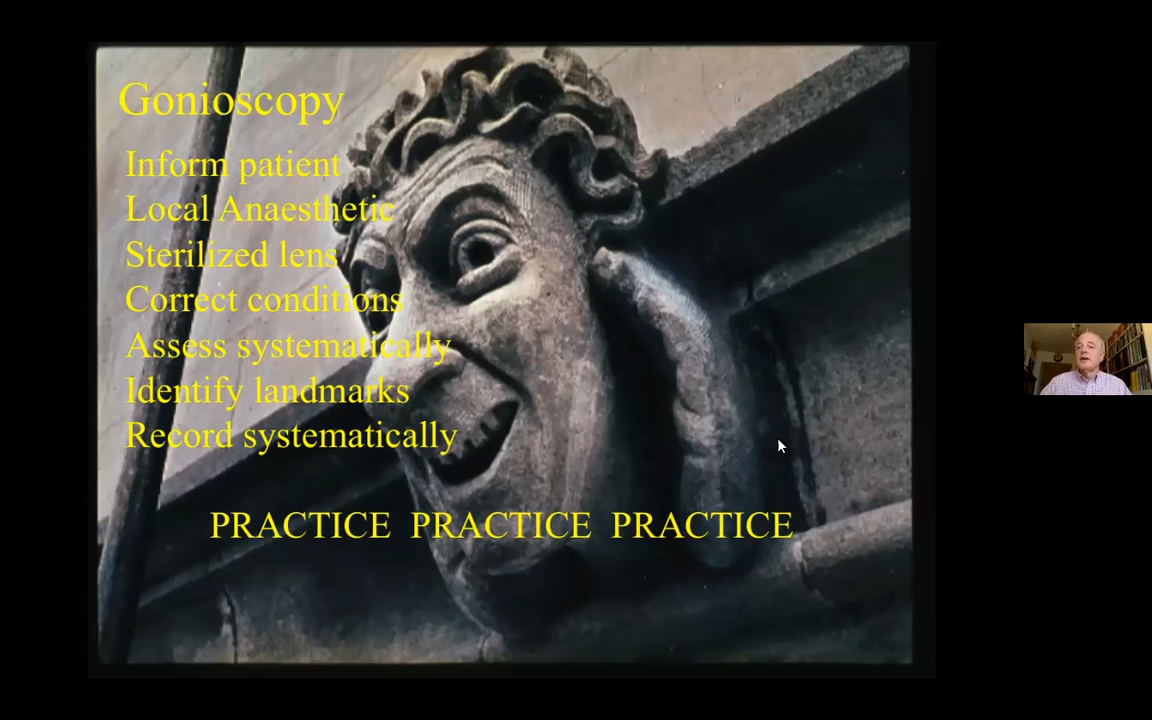 Gonioscopy
Inform patient
Local Anaesthetic
Sterilized lens
Correct conditions
Assess systematically
Identify landmarks
Record systematically
PRACTICE PRACTICE PRACTICE